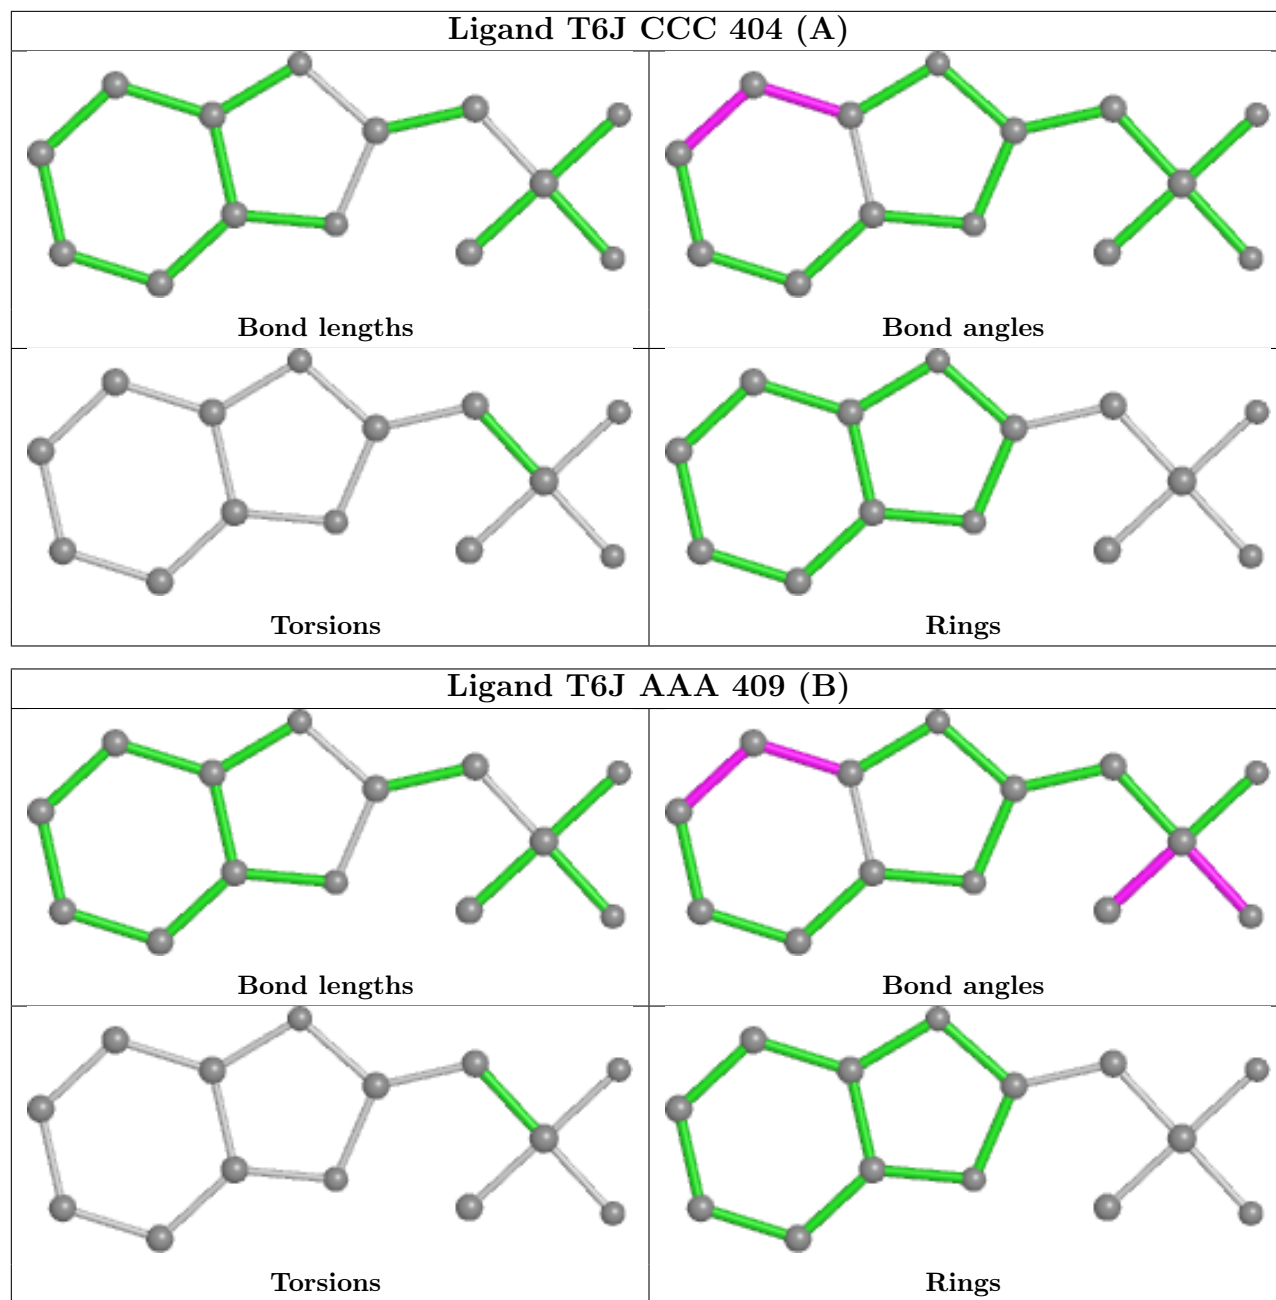 Ligand T6J CCC 404 (A)
Bond lengths
Bond angles
Torsions
Rings
Ligand T6J AAA 409 (B)
Bond lengths
Bond angles
Torsions
Rings